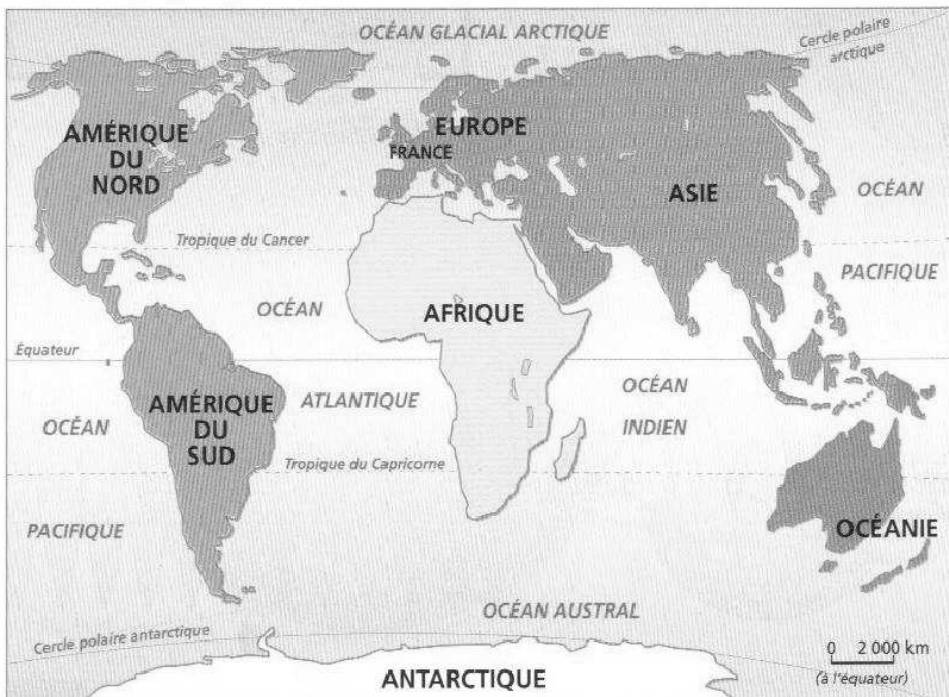 OCÉAN GLACIAL ARCTIQUE
Cercle polaire
arctique
AMÉRIQUE
DU
NORD
EUROPE
FRANCE
ASIE
OCÉAN
PACIFIQUE
Tropique du Cancer
OCÉAN
ATLANTIQUE
AFRIQUE
Équateur
AMÉRIQUE
DU
SUD
OCÉAN
PACIFIQUE
OCÉAN
INDIEN
Tropique du Capricorne
OCÉANIE
OCÉAN AUSTRAL
Cercle polaire antarctique
ANTARCTIQUE
0 2 000 km
(à l'équateur)